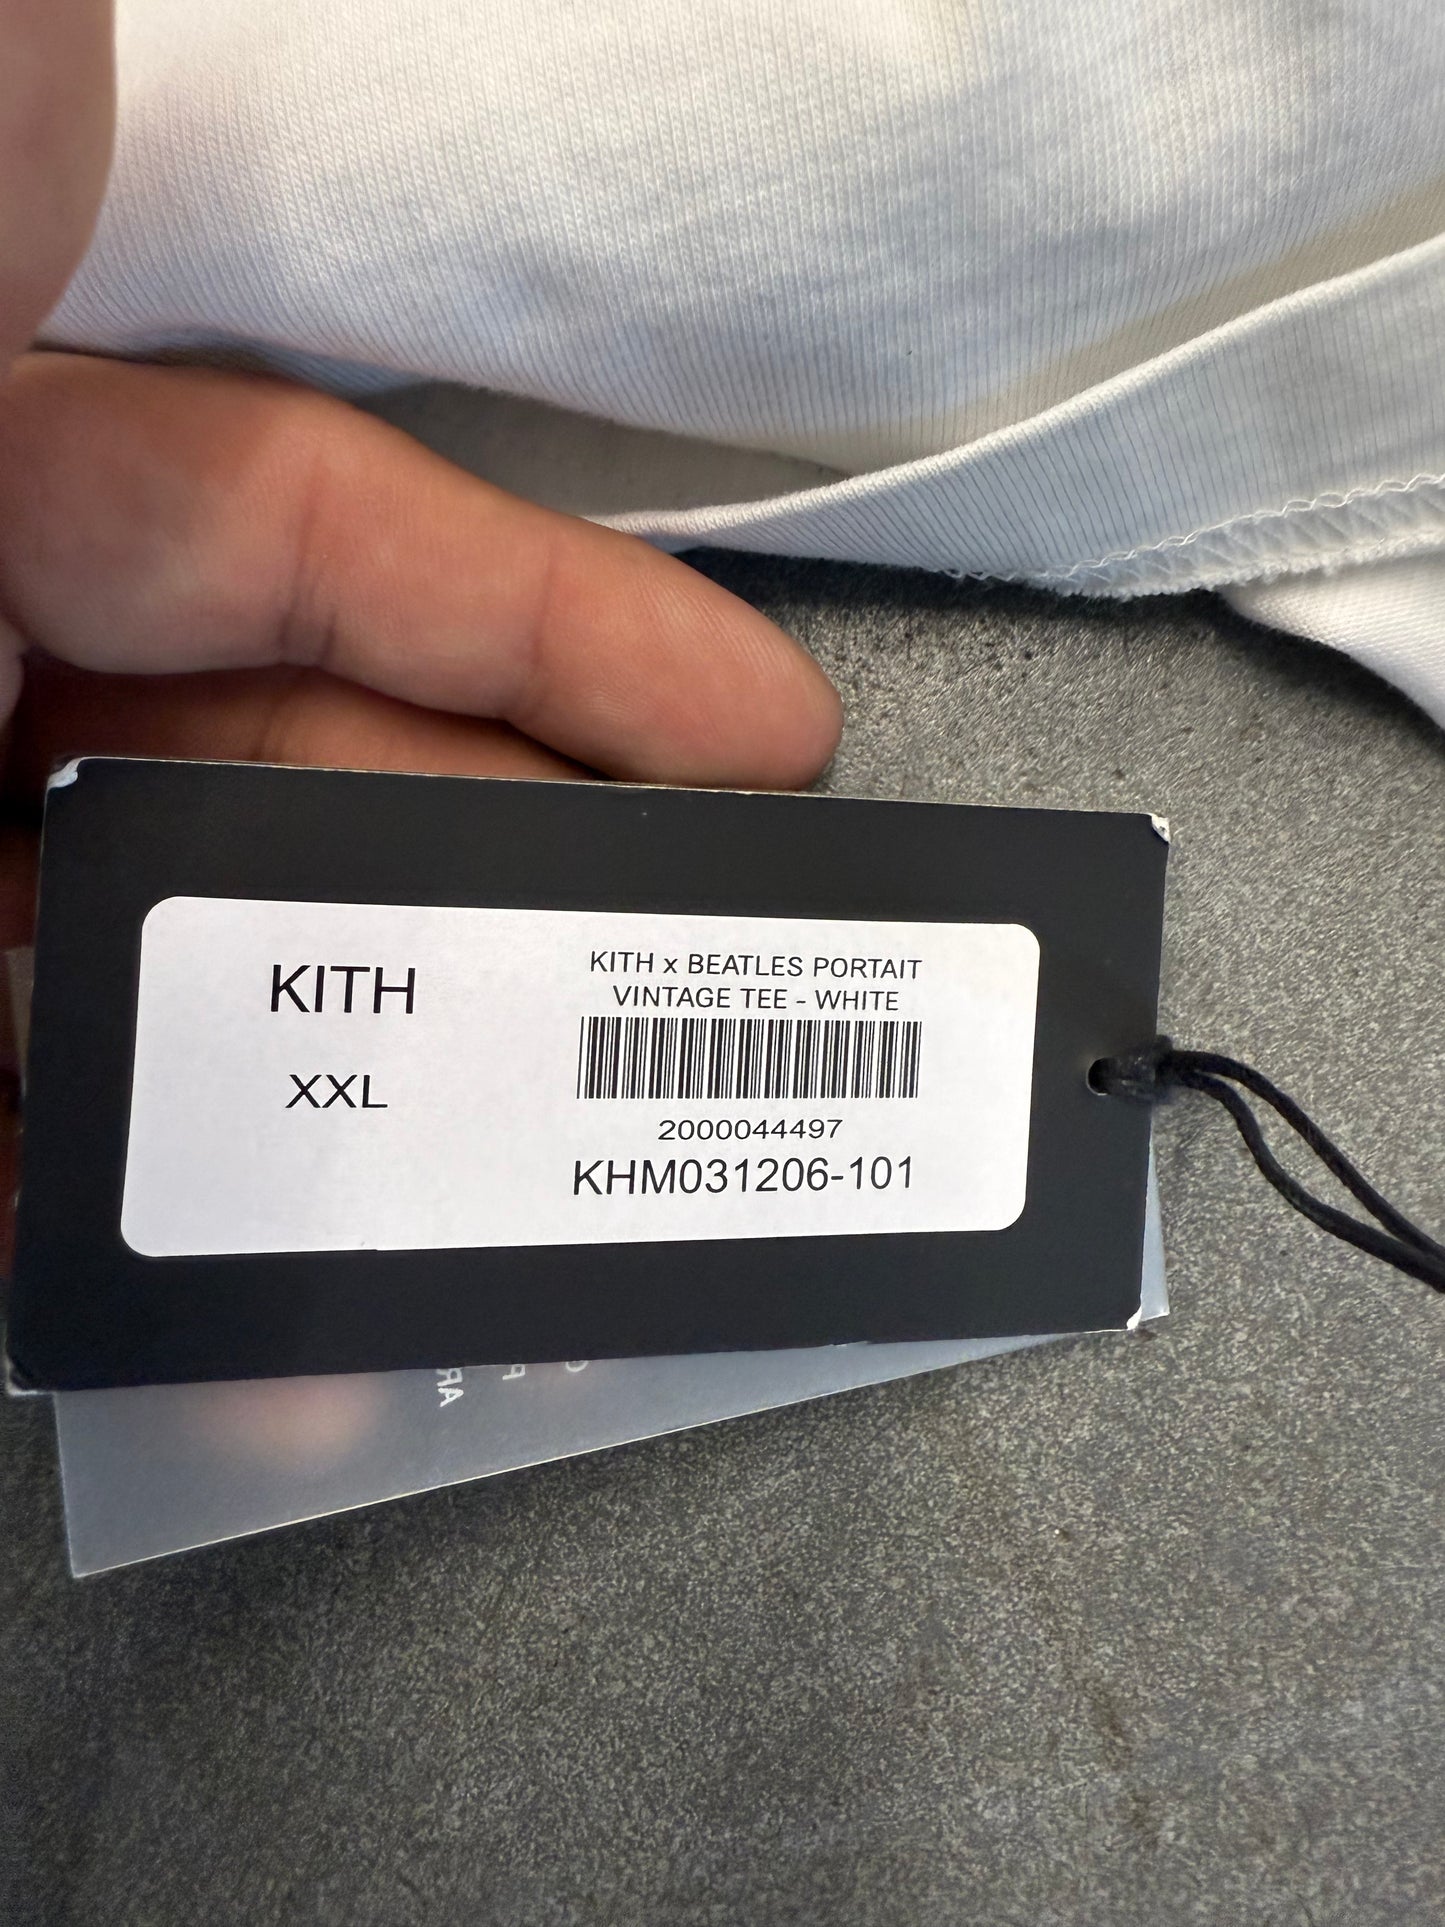 KITH
XXL
KITH x BEATLES PORTAIT
VINTAGE TEE - WHITE
2000044497
KHM031206-101